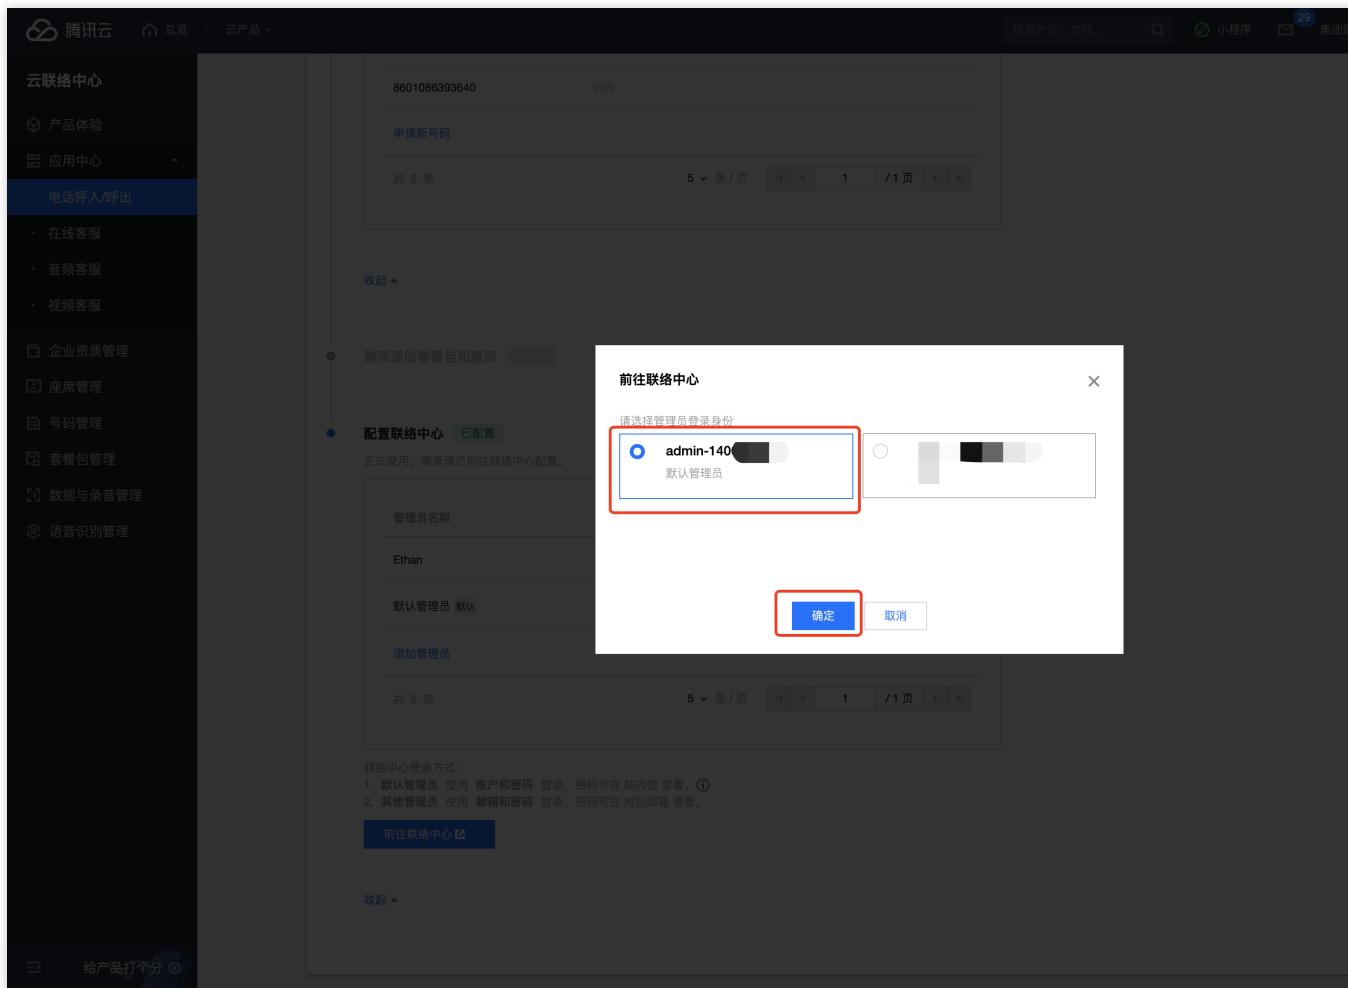 腾讯云 总览 云产品 搜索产品、文档... 小程序 29 集团
云联络中心
产品体验
应用中心
电话呼入/呼出
在线客服
音频客服
视频客服
企业资质管理
座席管理
号码管理
套餐包管理
数据与录音管理
语音识别管理
给产品打个分
8601086393640
申请新号码
共 2 条 5 条 / 页 1 / 1 页
收起
购买通信套餐包和座席
配置联络中心 已配置
正式使用，需管理员前往联络中心配置。
管理员名称
Ethan
默认管理员 默认
添加管理员
共 2 条 5 条 / 页 1 / 1 页
联络中心登录方式:
1. 默认管理员 使用 账户和密码 登录，密码可在 站内信 查看。
2. 其他管理员 使用 邮箱和密码 登录，密码可在 对应邮箱 查看。
前往联络中心
收起
前往联络中心
请选择管理员登录身份
admin-140
默认管理员
确定 取消